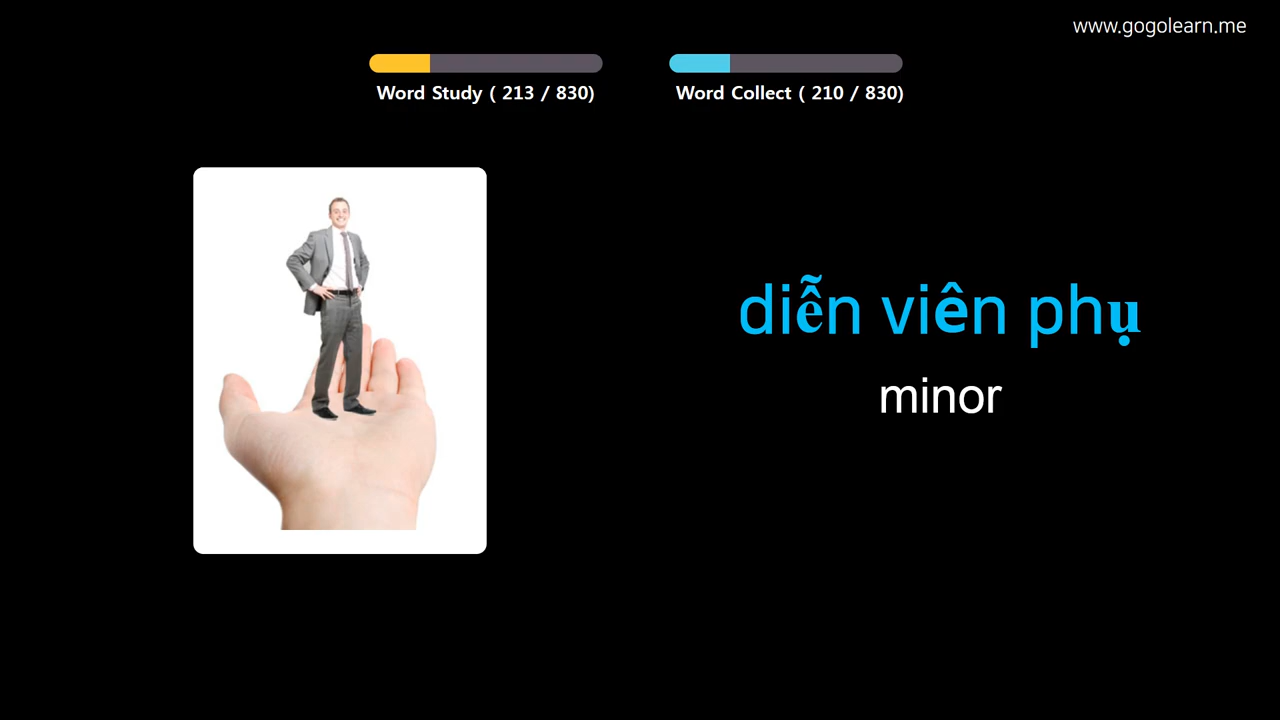 www.gogolearn.me
Word Study ( 213 / 830)
Word Collect ( 210 / 830)
diễn viên phụ
minor